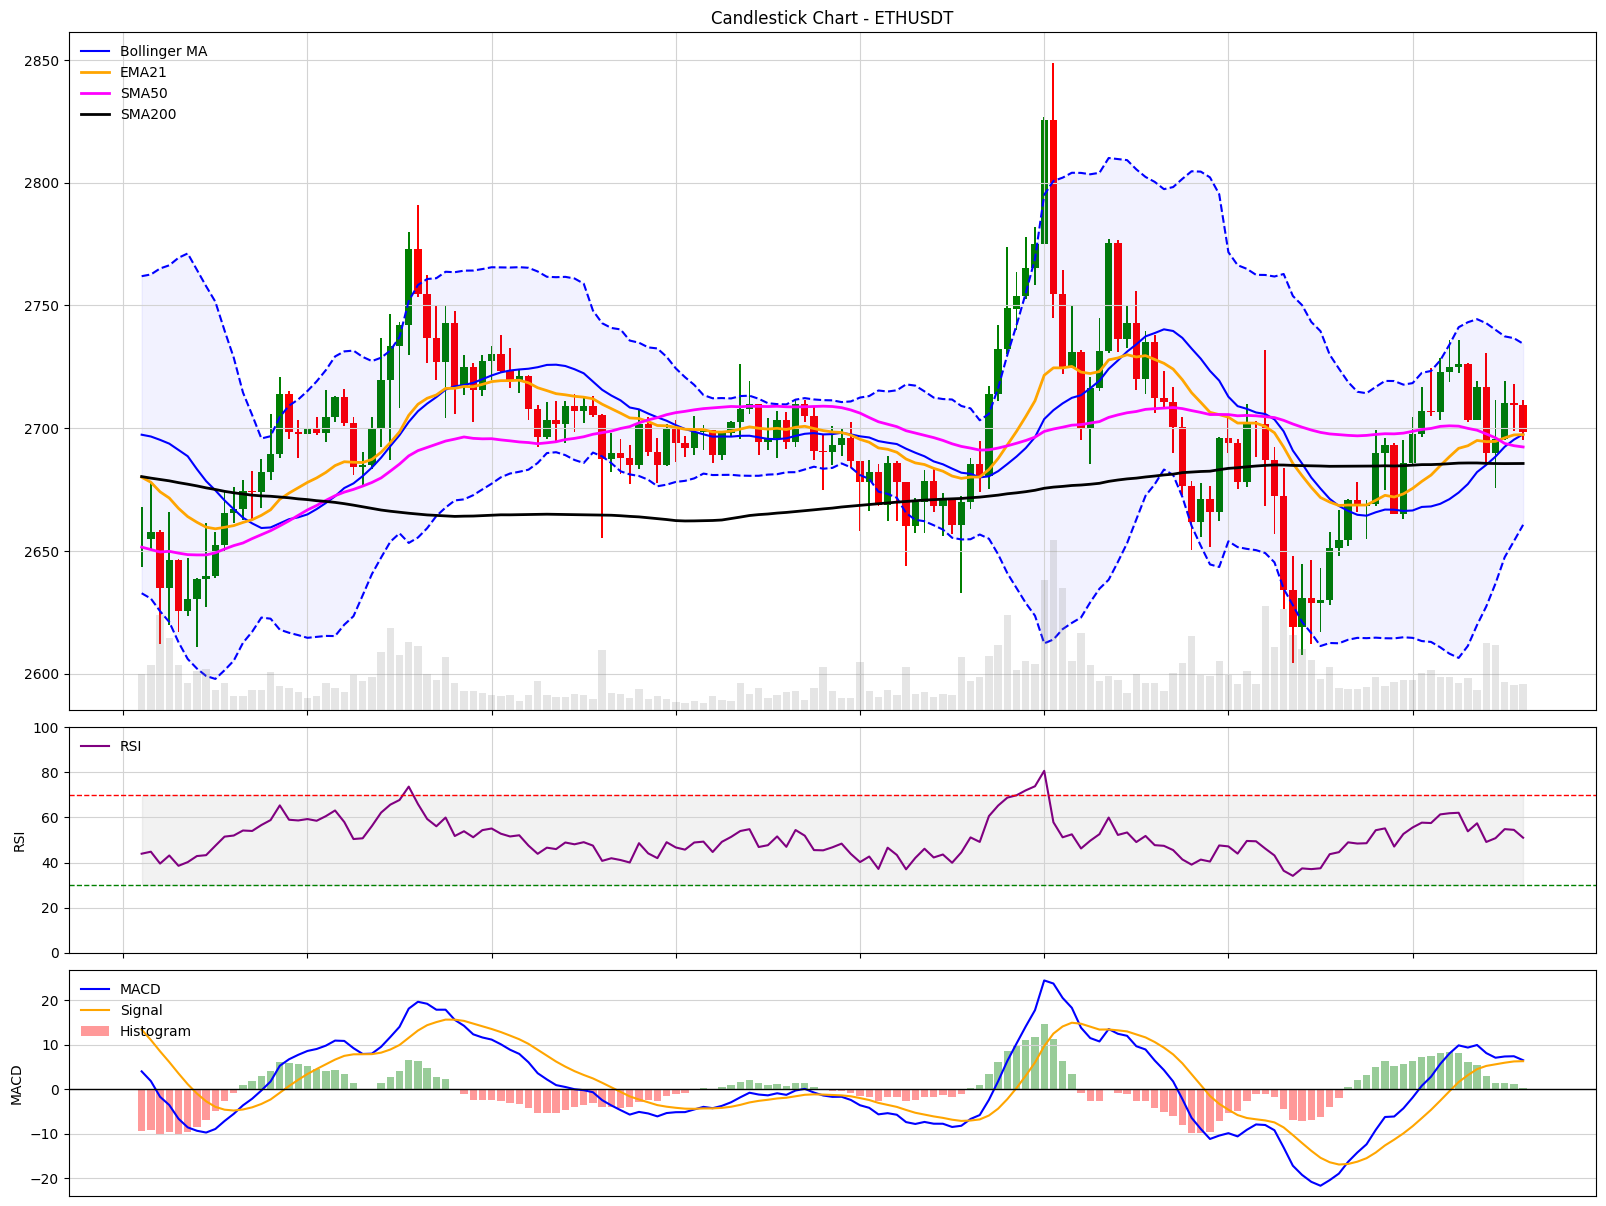 Candlestick Chart - ETHUSDT
Bollinger MA
EMA21
SMA50
SMA200
2850
2800
2750
2700
2650
2600
RSI
100
80
60
40
20
0
RSI
MACD
Signal
Histogram
20
10
0
−10
−20
MACD